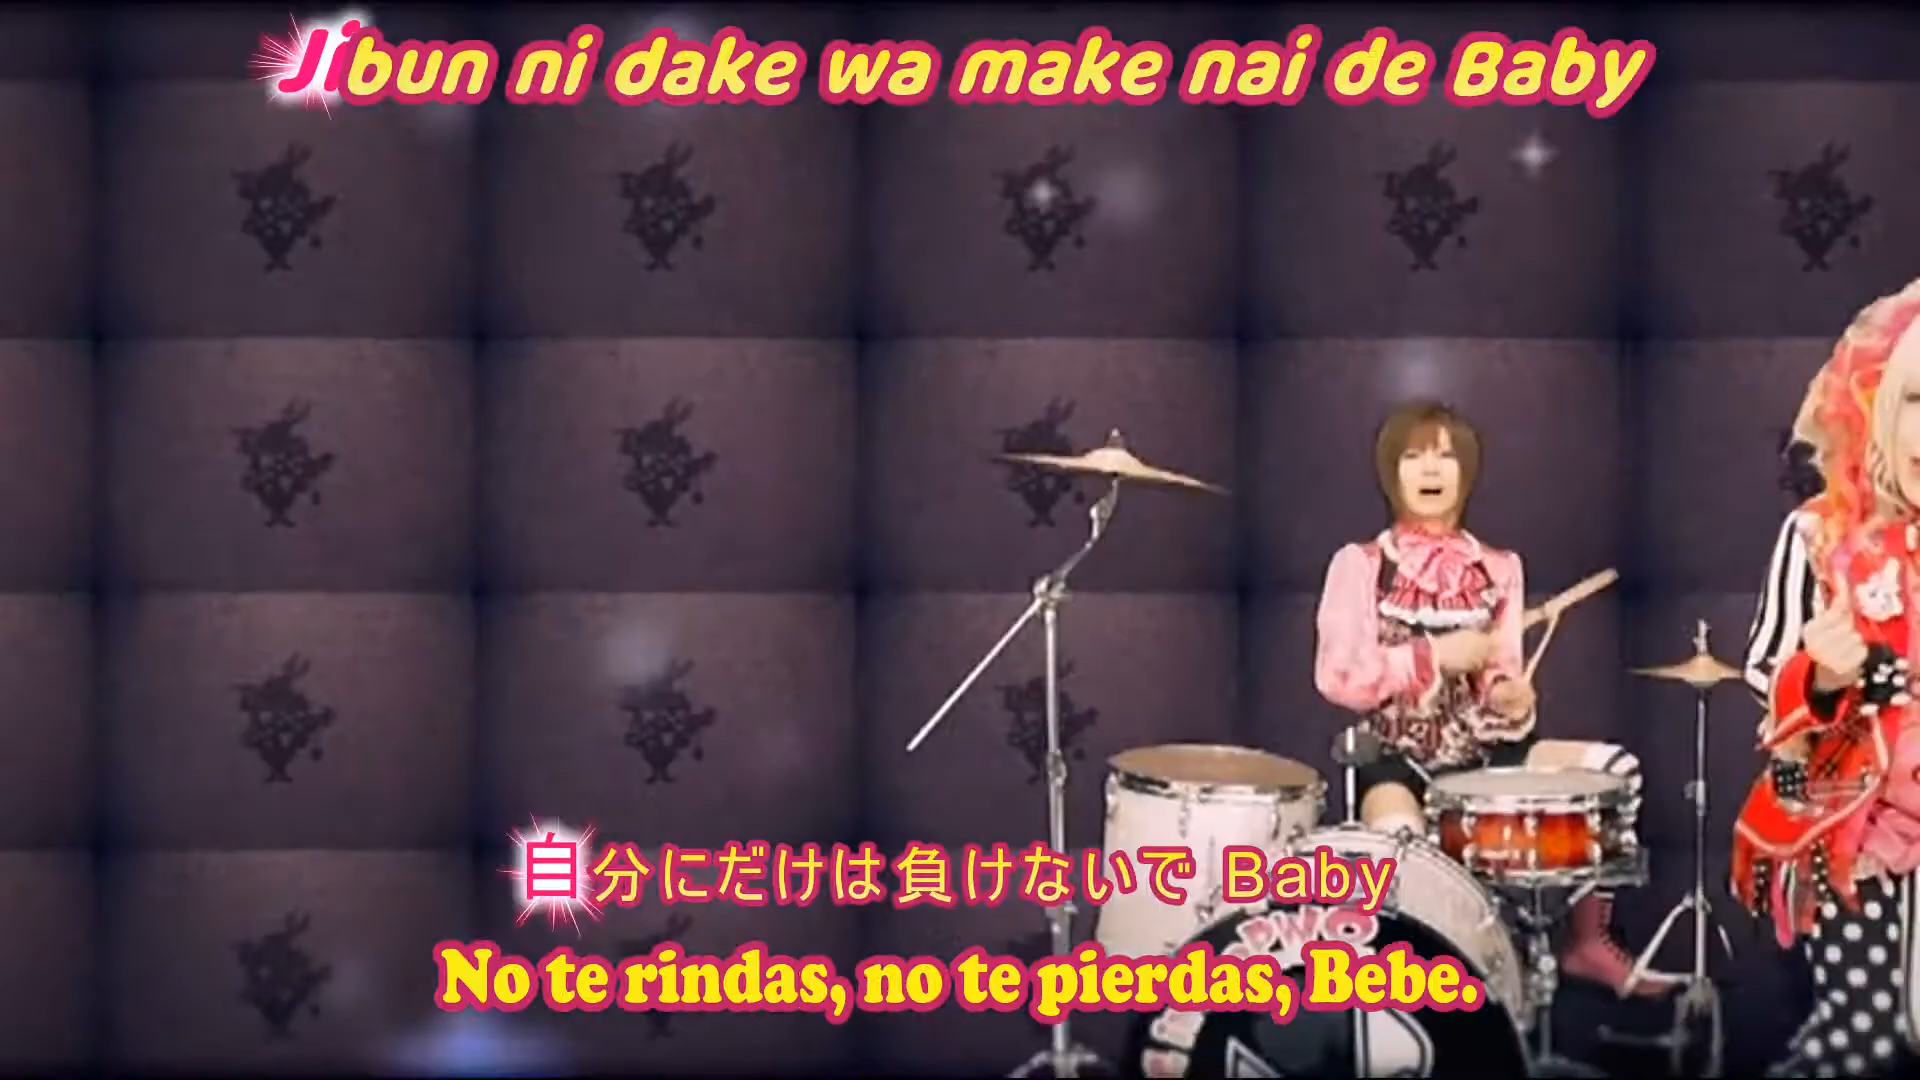 Jibun ni dake wa make nai de Baby
自分にだけは負けないで Baby
No te rindas, no te pierdas, Bebe.